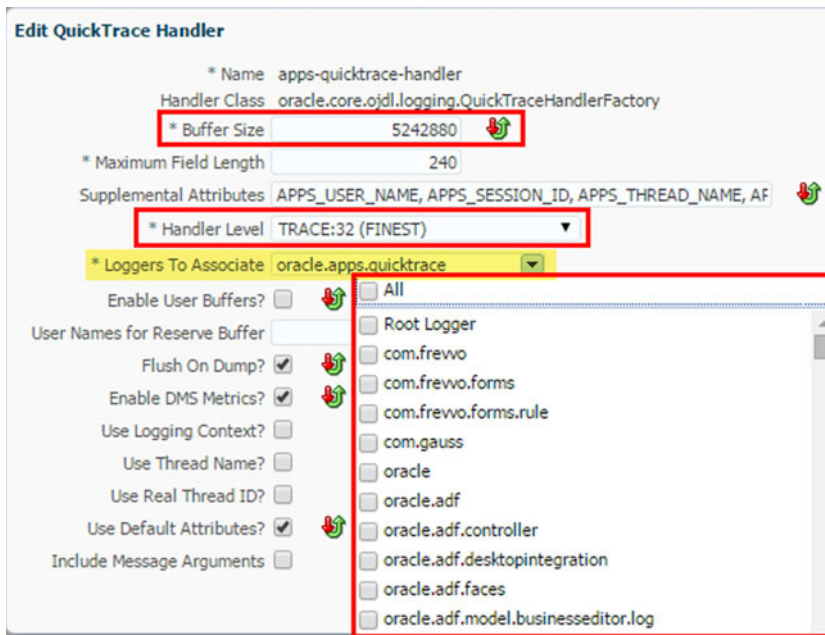 Edit QuickTrace Handler
* Name apps-quicktrace-handler
Handler Class oracle.core.ojdl.logging.QuickTraceHandlerFactory
* Buffer Size 5242880
* Maximum Field Length 240
Supplemental Attributes APPS_USER_NAME, APPS_SESSION_ID, APPS_THREAD_NAME, AF
* Handler Level TRACE:32 (FINEST)
* Loggers To Associate oracle.apps.quicktrace
Enable User Buffers?
User Names for Reserve Buffer
Flush On Dump?
Enable DMS Metrics?
Use Logging Context?
Use Thread Name?
Use Real Thread ID?
Use Default Attributes?
Include Message Arguments
All
Root Logger
com.frevvo
com.frevvo.forms
com.frevvo.forms.rule
com.gauss
oracle
oracle.adf
oracle.adf.controller
oracle.adf.desktopintegration
oracle.adf.faces
oracle.adf.model.businesseditor.log